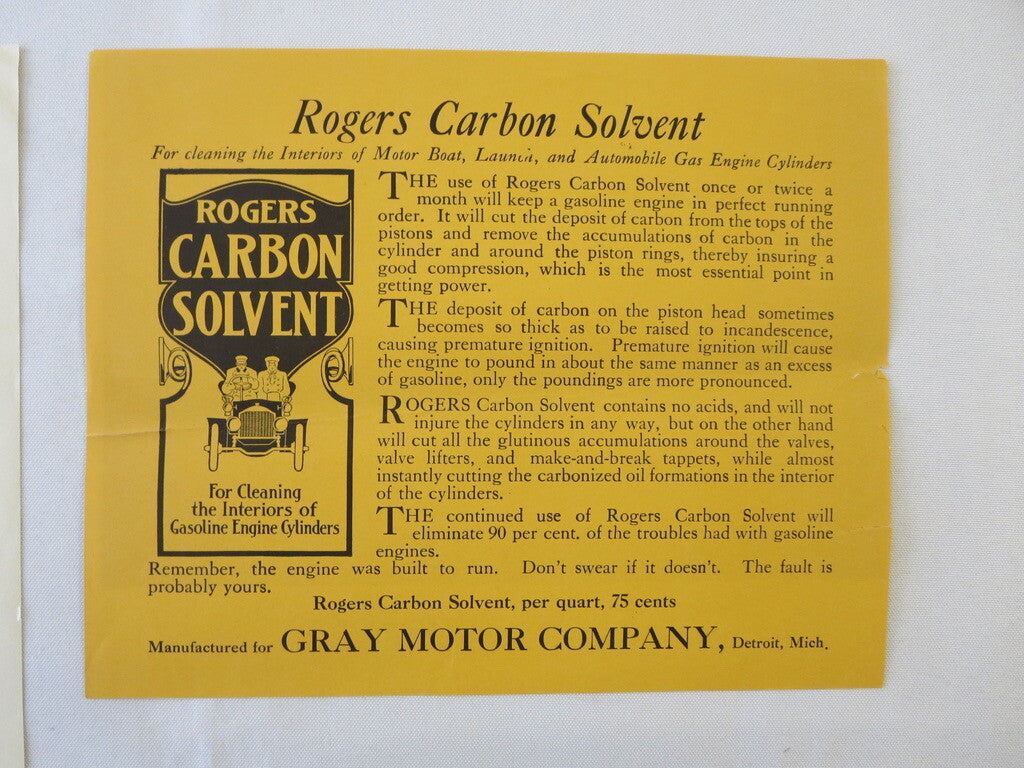 Rogers Carbon Solvent
For cleaning the Interiors of Motor Boat, Launch, and Automobile Gas Engine Cylinders
ROGERS
CARBON
SOLVENT
For Cleaning
the Interiors of
Gasoline Engine Cylinders
THE use of Rogers Carbon Solvent once or twice a
month will keep a gasoline engine in perfect running
order. It will cut the deposit of carbon from the tops of the
pistons and remove the accumulations of carbon in the
cylinder and around the piston rings, thereby insuring a
good compression, which is the most essential point in
getting power.
THE deposit of carbon on the piston head sometimes
becomes so thick as to be raised to incandescence,
causing premature ignition. Premature ignition will cause
the engine to pound in about the same manner as an excess
of gasoline, only the poundings are more pronounced.
ROGERS Carbon Solvent contains no acids, and will not
injure the cylinders in any way, but on the other hand
will cut all the glutinous accumulations around the valves,
valve lifters, and make-and-break tappets, while almost
instantly cutting the carbonized oil formations in the interior
of the cylinders.
THE continued use of Rogers Carbon Solvent will
eliminate 90 per cent. of the troubles had with gasoline
engines.
Remember, the engine was built to run. Don't swear if it doesn't. The fault is
probably yours.
Rogers Carbon Solvent, per quart, 75 cents
Manufactured for GRAY MOTOR COMPANY, Detroit, Mich.